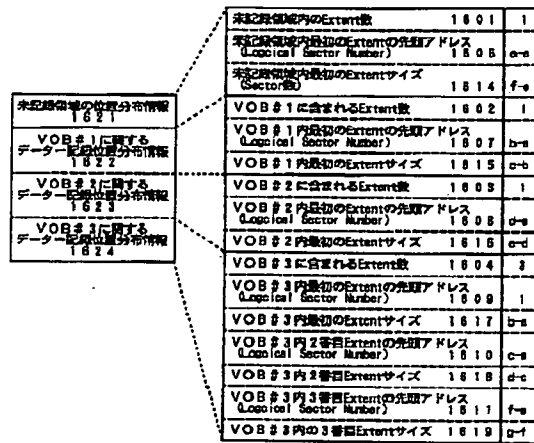 未記録領域の位置分布情報
1621
VOB#1に関する
データー記録位置分布情報
1622
VOB#2に関する
データー記録位置分布情報
1623
VOB#3に関する
データー記録位置分布情報
1624
未記録領域内のExtent数 1601 1
未記録領域内最初のExtentの先頭アドレス
(Logical Sector Number) 1606 e-a
未記録領域内最初のExtentサイズ
(Sector数) 1614 f-e
VOB#1に含まれるExtent数 1602 1
VOB#1内最初のExtentの先頭アドレス
(Logical Sector Number) 1607 b-a
VOB#1内最初のExtentサイズ 1615 c-b
VOB#2に含まれるExtent数 1603 1
VOB#2内最初のExtentの先頭アドレス
(Logical Sector Number) 1608 d-a
VOB#2内最初のExtentサイズ 1616 e-d
VOB#3に含まれるExtent数 1604 3
VOB#3内最初のExtentの先頭アドレス
(Logical Sector Number) 1609 1
VOB#3内最初のExtentサイズ 1617 b-a
VOB#3内2番目Extentの先頭アドレス
(Logical Sector Number) 1610 c-a
VOB#3内2番目Extentサイズ 1618 d-c
VOB#3内3番目Extentの先頭アドレス
(Logical Sector Number) 1611 f-a
VOB#3内の3番目Extentサイズ 1619 g-f